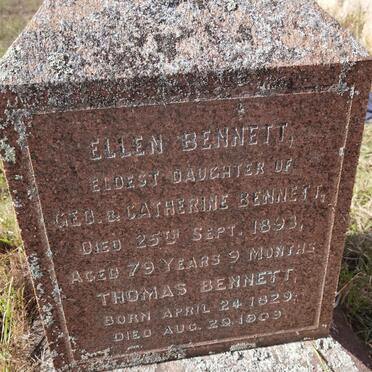 ELLEN BENNETT,
ELDEST DAUGHTER OF
GEO. & CATHERINE BENNETT,
DIED 25TH SEPT. 1893,
AGED 79 YEARS 9 MONTHS
THOMAS BENNETT
BORN APRIL 24 1829;
DIED AUG. 20. 1909.